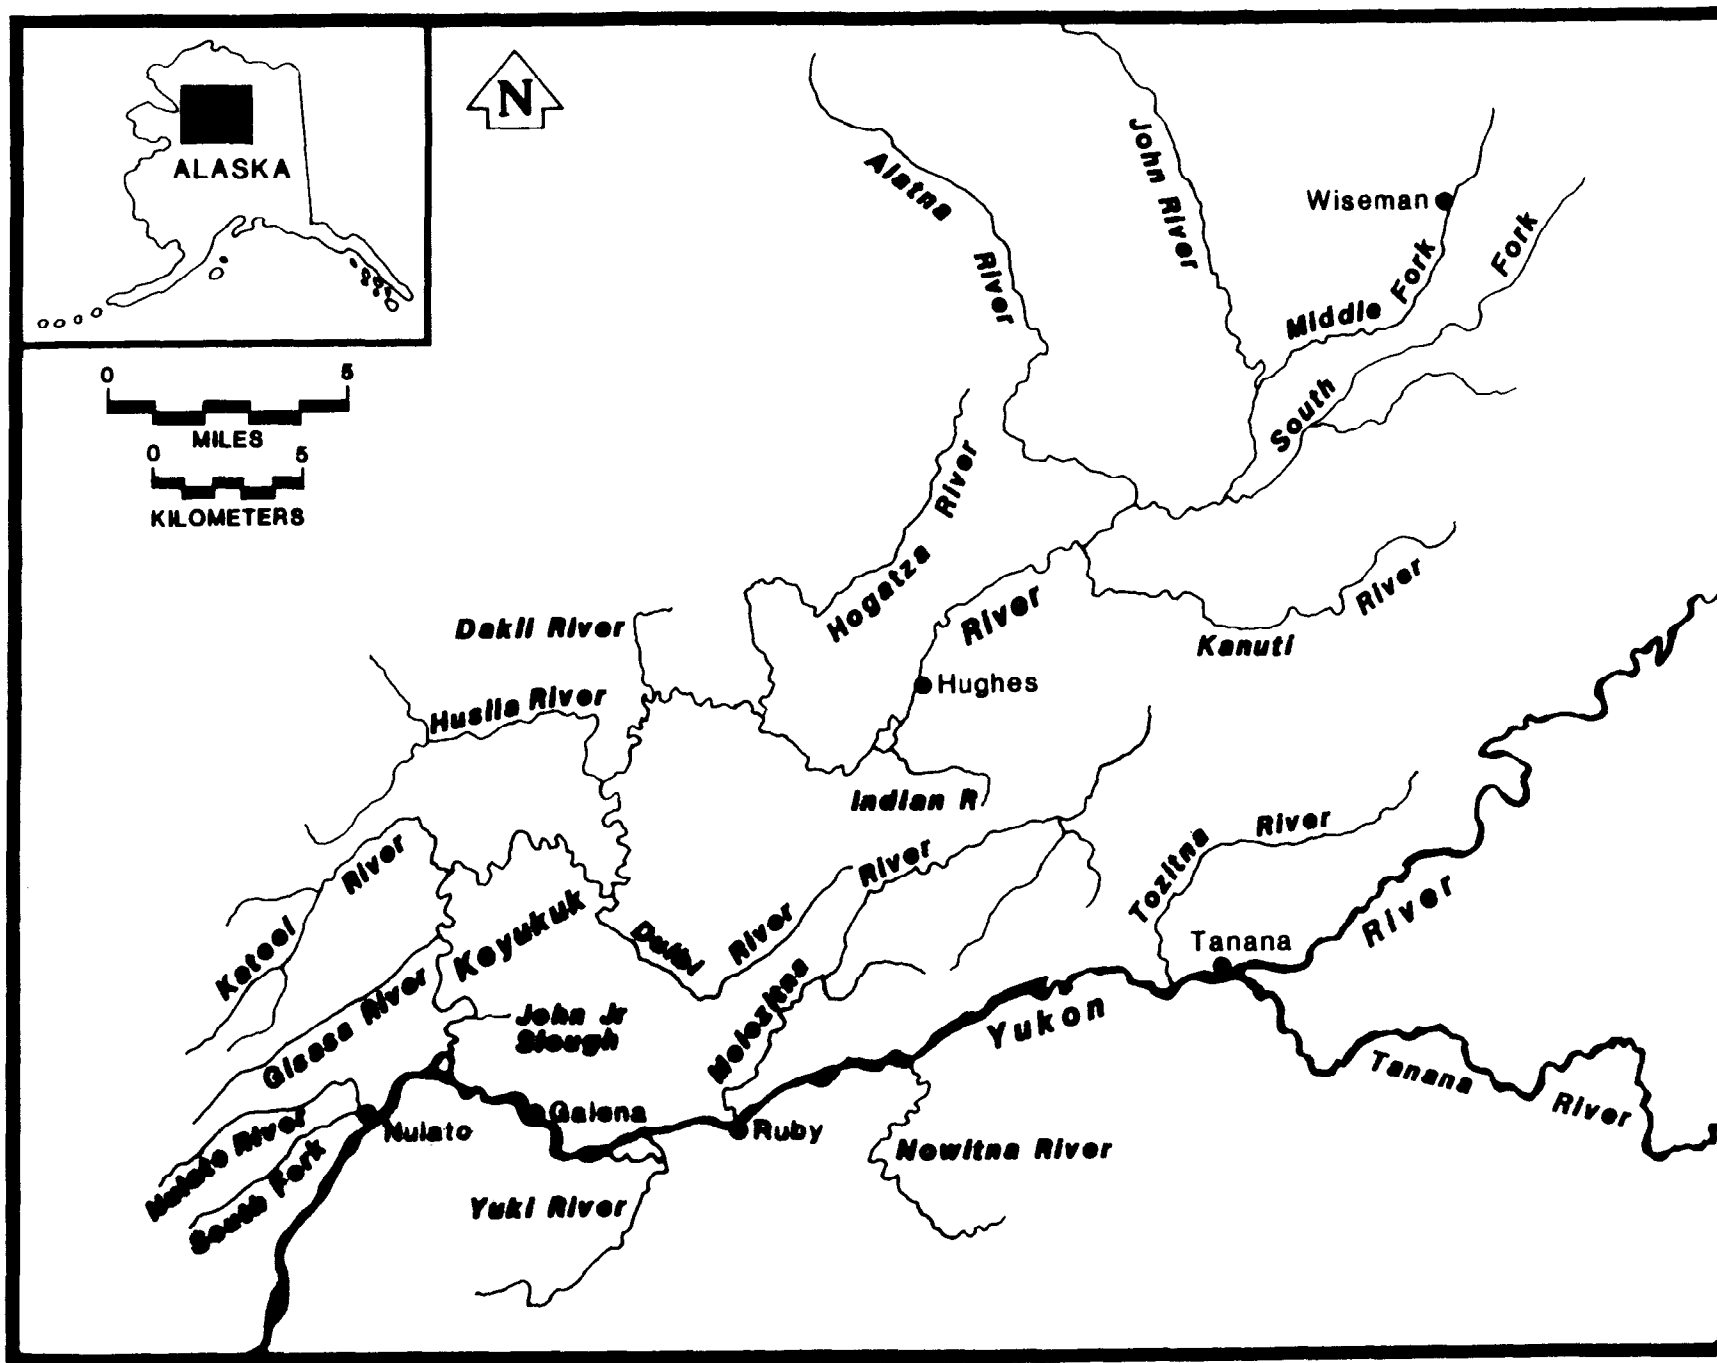 N
ALASKA
0 5
MILES
0 5
KILOMETERS
Alatna River
John River
Wiseman
Middle Fork
South Fork
Hogatza River
Dakli River
Huslia River
River
Hughes
Kanuti River
Indian R
Kateel River
Koyukuk
Dulbi River
River
Tozitna River
Tanana
River
Gisasa River
John Jr
Slough
Melozitna
Yukon
Tanana River
Nulato River
South Fork
Nulato
Galena
Ruby
Nowitna River
Yuki River